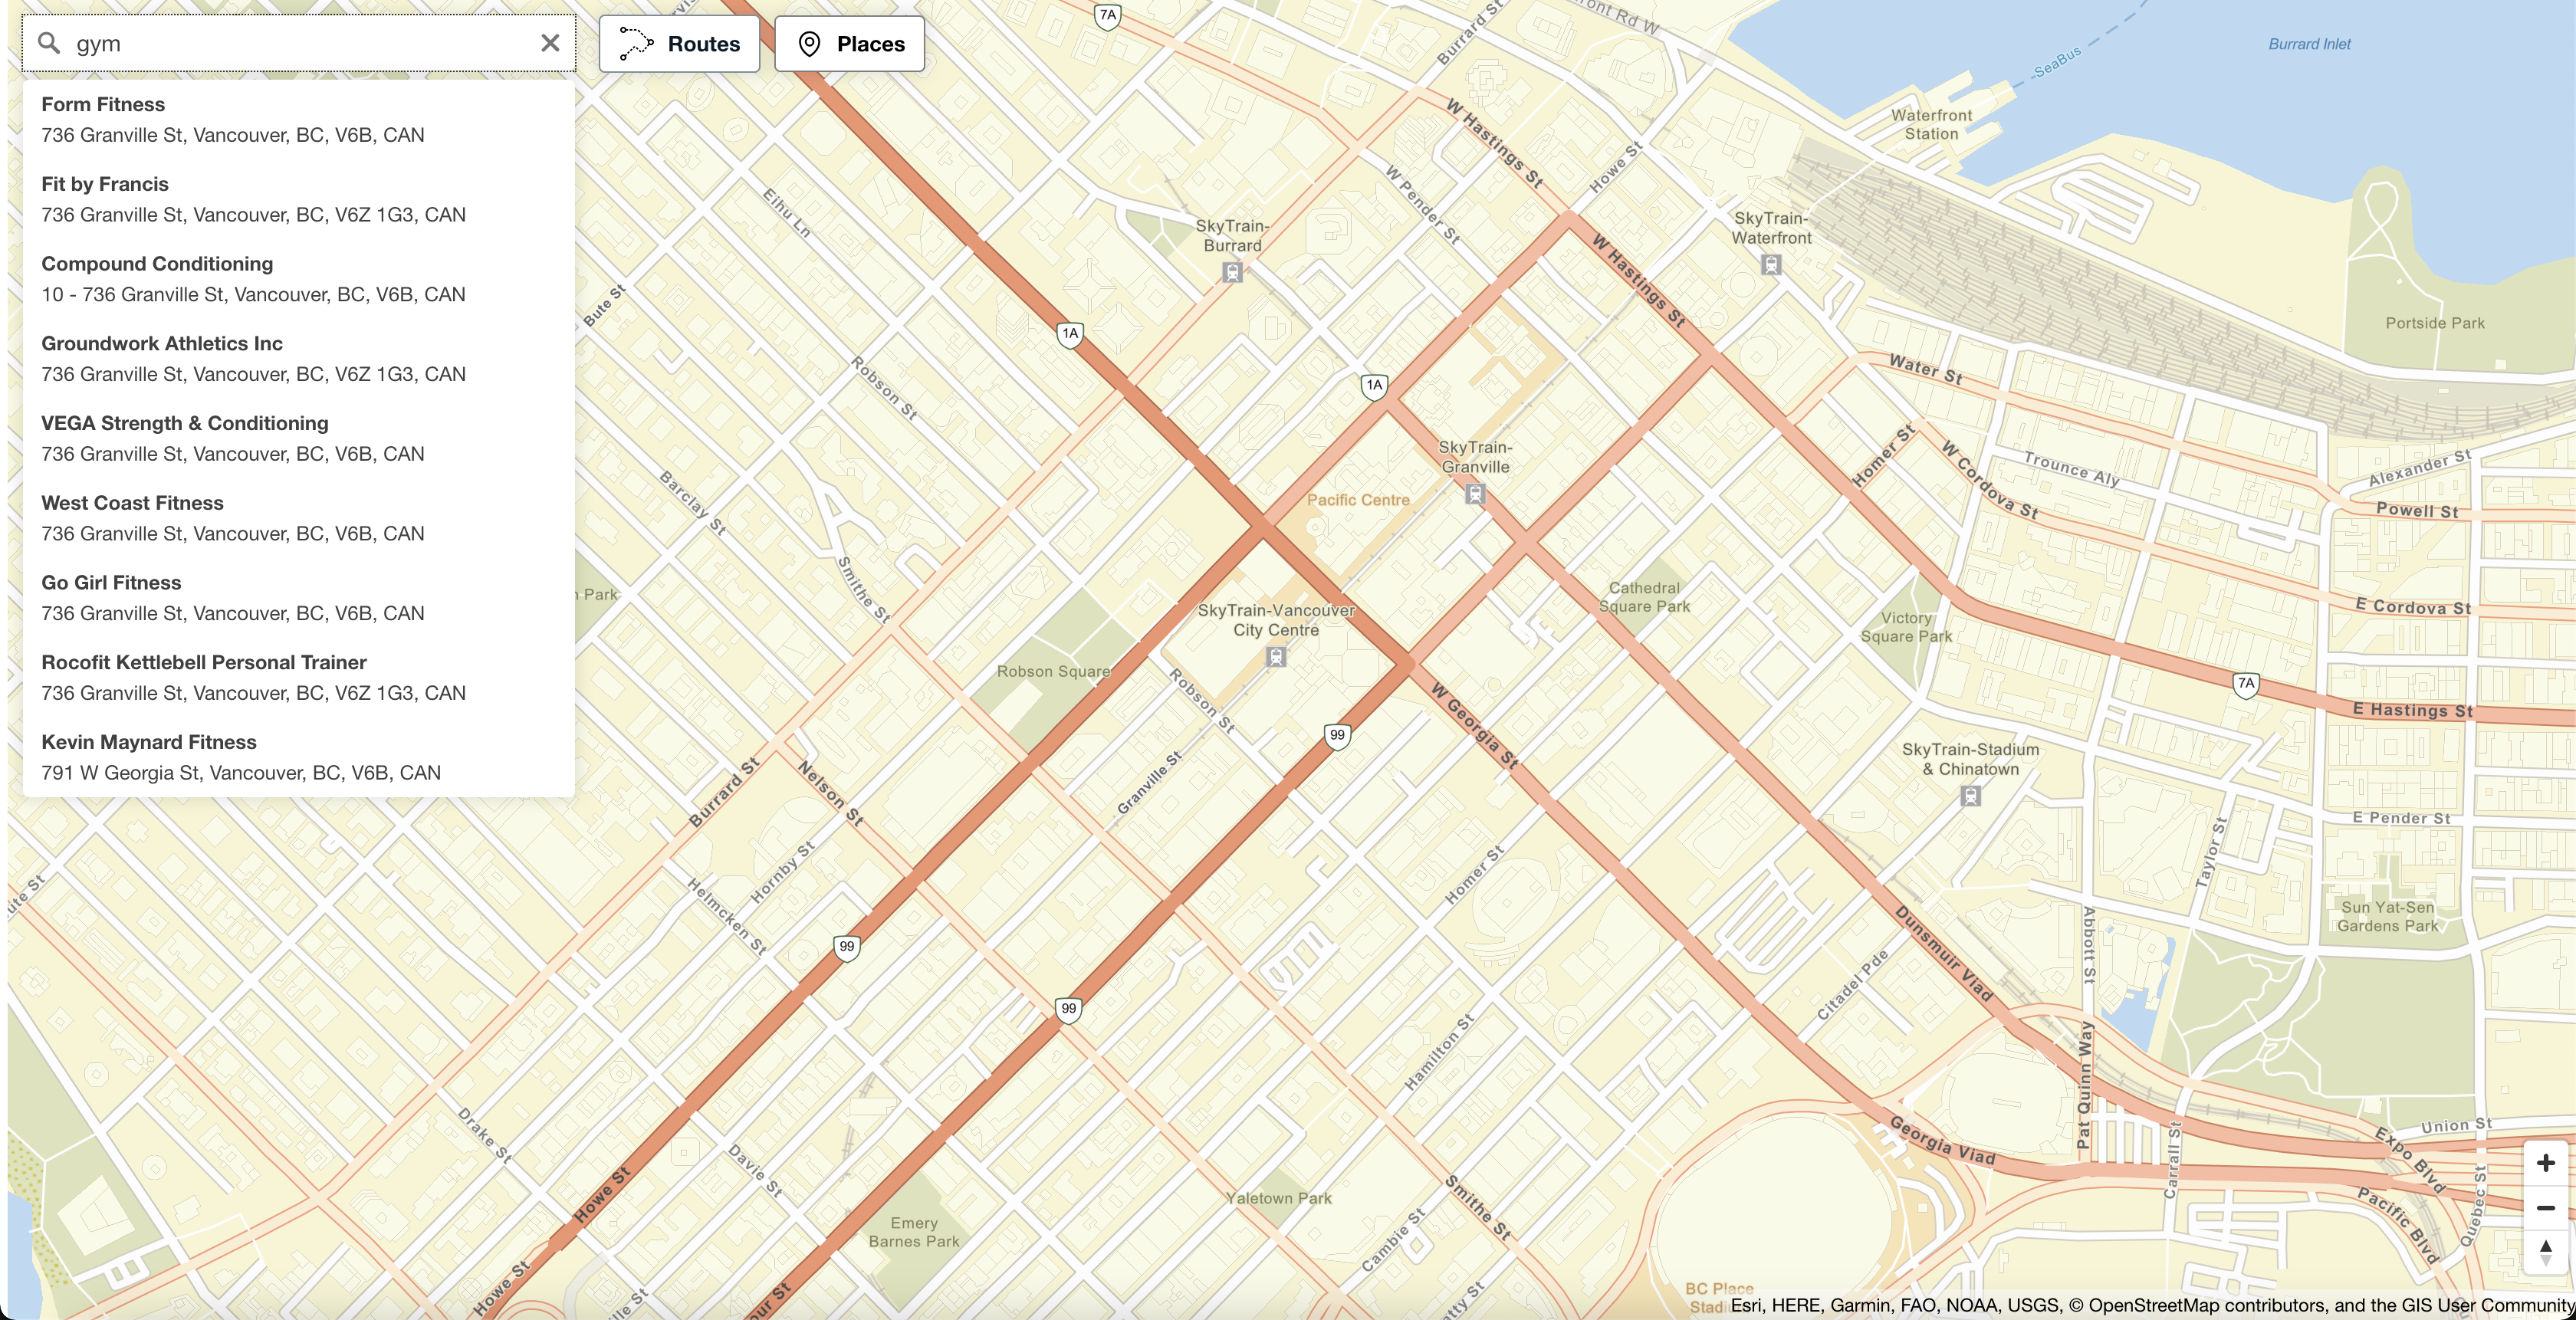 gym
Routes
Places
Form Fitness
736 Granville St, Vancouver, BC, V6B, CAN
Fit by Francis
736 Granville St, Vancouver, BC, V6Z 1G3, CAN
Compound Conditioning
10 - 736 Granville St, Vancouver, BC, V6B, CAN
Groundwork Athletics Inc
736 Granville St, Vancouver, BC, V6Z 1G3, CAN
VEGA Strength & Conditioning
736 Granville St, Vancouver, BC, V6B, CAN
West Coast Fitness
736 Granville St, Vancouver, BC, V6B, CAN
Go Girl Fitness
736 Granville St, Vancouver, BC, V6B, CAN
Rocofit Kettlebell Personal Trainer
736 Granville St, Vancouver, BC, V6Z 1G3, CAN
Kevin Maynard Fitness
791 W Georgia St, Vancouver, BC, V6B, CAN
7A
Burrard St
Front Rd W
SeaBus
Burrard Inlet
W Hastings St
Waterfront
Station
Howe St
W Pender St
Eihu Ln
SkyTrain-
Burrard
SkyTrain-
Waterfront
W Hastings St
Bute St
1A
Portside Park
Robson St
1A
Water St
SkyTrain-
Granville
Homer St
W Cordova St
Trounce Aly
Alexander St
Barclay St
Pacific Centre
Powell St
Smithe St
n Park
Cathedral
Square Park
SkyTrain-Vancouver
City Centre
Victory
Square Park
E Cordova St
Robson Square
Robson St
W Georgia St
7A
E Hastings St
99
Granville St
SkyTrain-Stadium
& Chinatown
Burrard St
Nelson St
E Pender St
Hornby St
Homer St
Taylor St
ute St
Helmcken St
99
Dunsmuir Viad
Abbott St
Sun Yat-Sen
Gardens Park
Citadel Pde
99
Hamilton St
Pat Quinn Way
Drake St
Davie St
Georgia Viad
Carrall St
Expo Blvd
Union St
Howe St
Yaletown Park
Smithe St
Emery
Barnes Park
Cambie St
Pacific Blvd
Quebec St
Howe St
ville St
our St
atty St
BC Place
Stadi
Esri, HERE, Garmin, FAO, NOAA, USGS, © OpenStreetMap contributors, and the GIS User Community